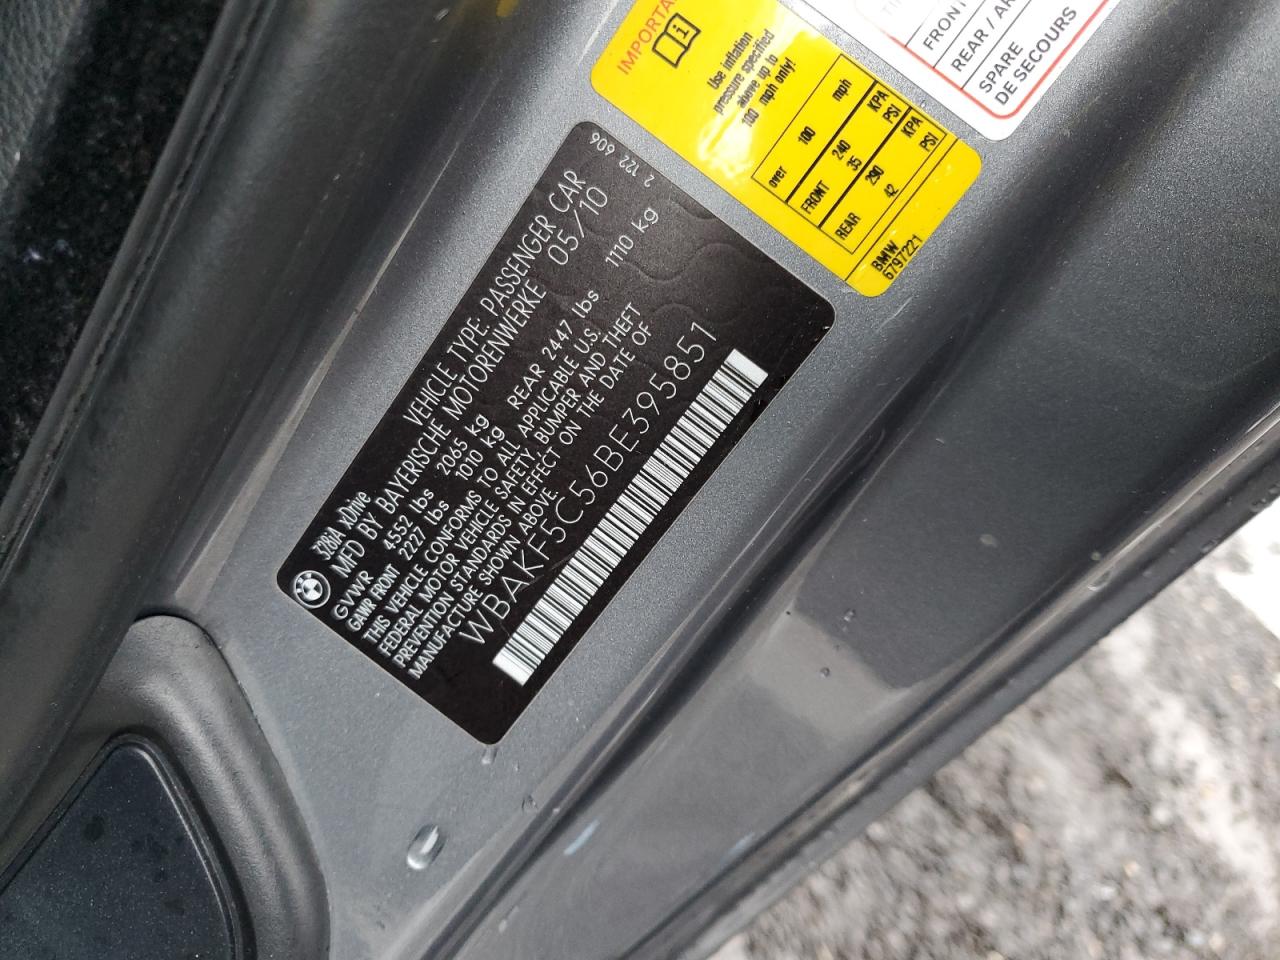 IMPORTA
Use inflation
pressure specified
above up to
100 mph only!
over 100 mph
FRONT 240 KPA
35 PSI
REAR 290 KPA
42 PSI
BMW
6797221
FRONT
REAR / AR
SPARE
DE SECOURS
2 122 606
328iA xDrive VEHICLE TYPE: PASSENGER CAR
MFD BY BAYERISCHE MOTORENWERKE 05/10
GVWR 4552 lbs 2065 kg
GAWR FRONT 2227 lbs 1010 kg REAR 2447 lbs 1110 kg
THIS VEHICLE CONFORMS TO ALL APPLICABLE U.S.
FEDERAL MOTOR VEHICLE SAFETY, BUMPER AND THEFT
PREVENTION STANDARDS IN EFFECT ON THE DATE OF
MANUFACTURE SHOWN ABOVE.
WBAKF5C56BE395851